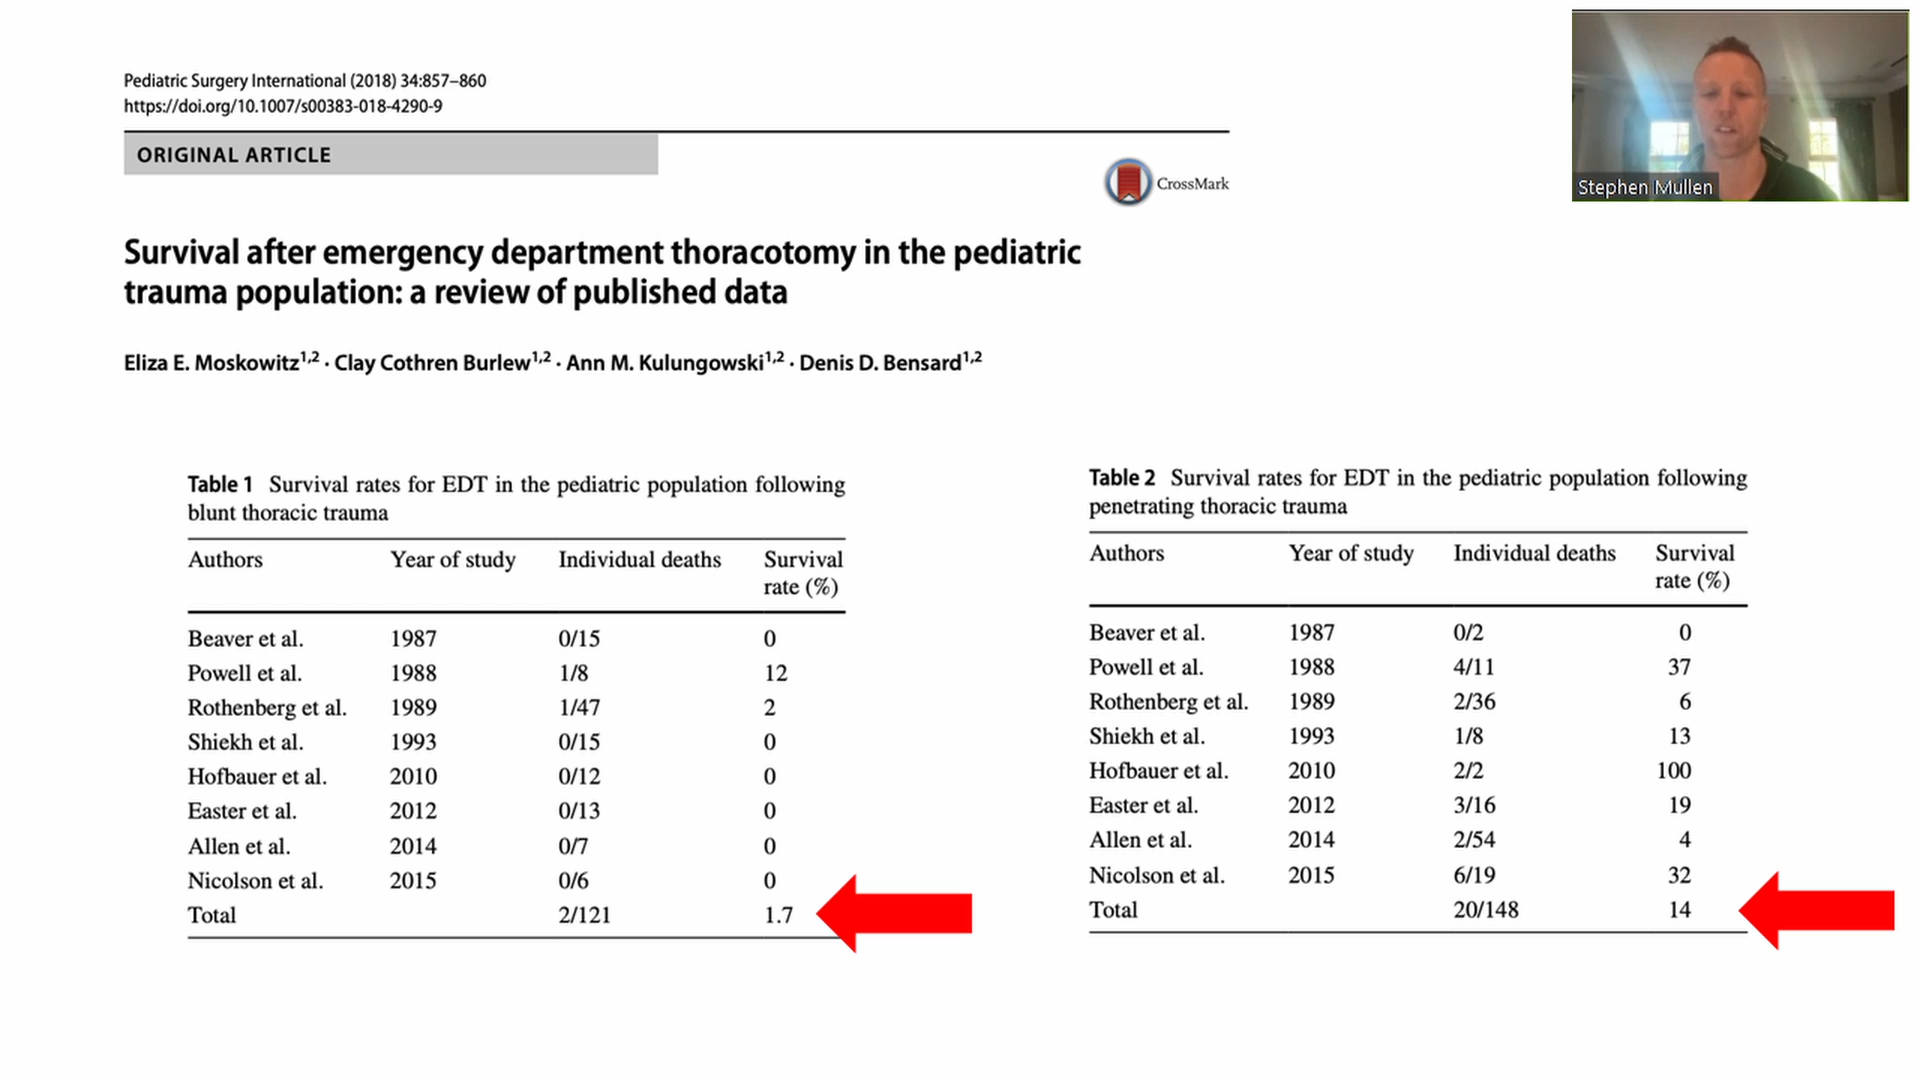 Pediatric Surgery International (2018) 34:857–860
https://doi.org/10.1007/s00383-018-4290-9
ORIGINAL ARTICLE
CrossMark
Stephen Mullen
Survival after emergency department thoracotomy in the pediatric
trauma population: a review of published data
Eliza E. Moskowitz1,2 · Clay Cothren Burlew1,2 · Ann M. Kulungowski1,2 · Denis D. Bensard1,2
Table 1 Survival rates for EDT in the pediatric population following
blunt thoracic trauma
Authors Year of study Individual deaths Survival
rate (%)
Beaver et al. 1987 0/15 0
Powell et al. 1988 1/8 12
Rothenberg et al. 1989 1/47 2
Shiekh et al. 1993 0/15 0
Hofbauer et al. 2010 0/12 0
Easter et al. 2012 0/13 0
Allen et al. 2014 0/7 0
Nicolson et al. 2015 0/6 0
Total 2/121 1.7
Table 2 Survival rates for EDT in the pediatric population following
penetrating thoracic trauma
Authors Year of study Individual deaths Survival
rate (%)
Beaver et al. 1987 0/2 0
Powell et al. 1988 4/11 37
Rothenberg et al. 1989 2/36 6
Shiekh et al. 1993 1/8 13
Hofbauer et al. 2010 2/2 100
Easter et al. 2012 3/16 19
Allen et al. 2014 2/54 4
Nicolson et al. 2015 6/19 32
Total 20/148 14